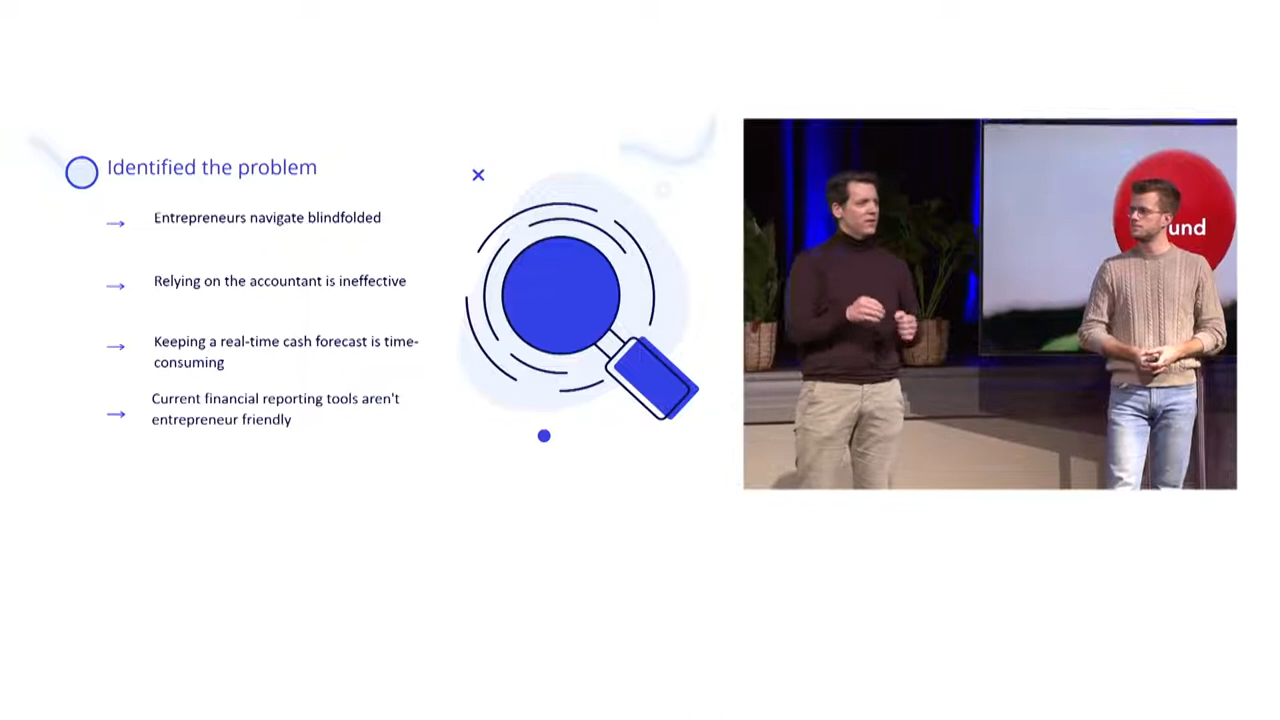 Identified the problem
Entrepreneurs navigate blindfolded
Relying on the accountant is ineffective
Keeping a real-time cash forecast is time-
consuming
Current financial reporting tools aren't
entrepreneur friendly
und